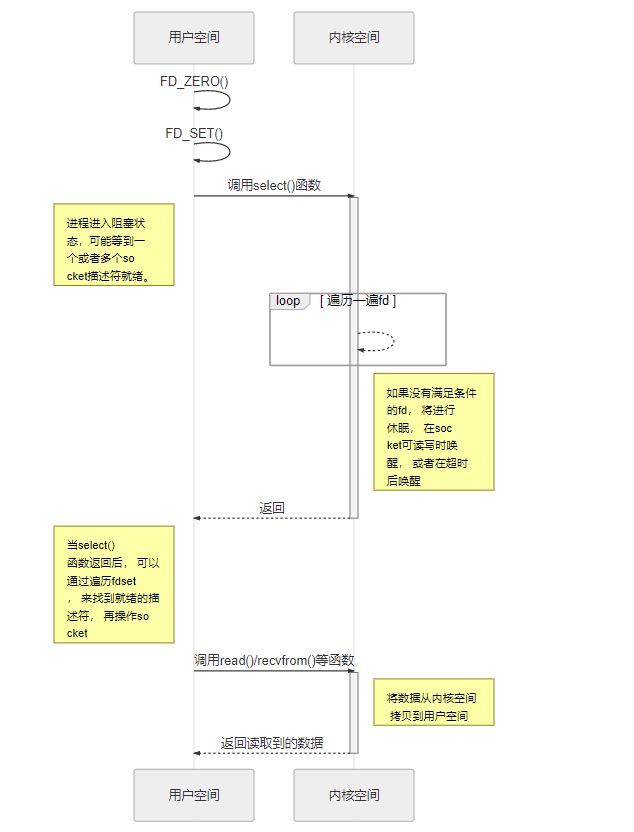 用户空间
内核空间
FD_ZERO()
FD_SET()
调用select()函数
进程进入阻塞状
态，可能等到一
个或者多个so
cket描述符就绪。
loop
[ 遍历一遍fd ]
如果没有满足条件
的fd， 将进行
休眠， 在soc
ket可读写时唤
醒， 或者在超时
后唤醒
返回
当select()
函数返回后， 可以
通过遍历fdset
， 来找到就绪的描
述符， 再操作so
cket
调用read()/recvfrom()等函数
将数据从内核空间
拷贝到用户空间
返回读取到的数据
用户空间
内核空间